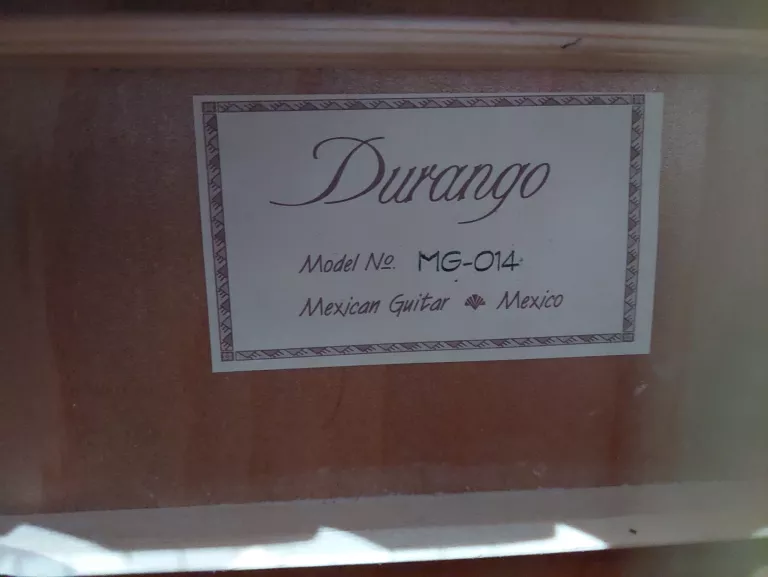 Durango
Model Nº. MG-014
Mexican Guitar Mexico